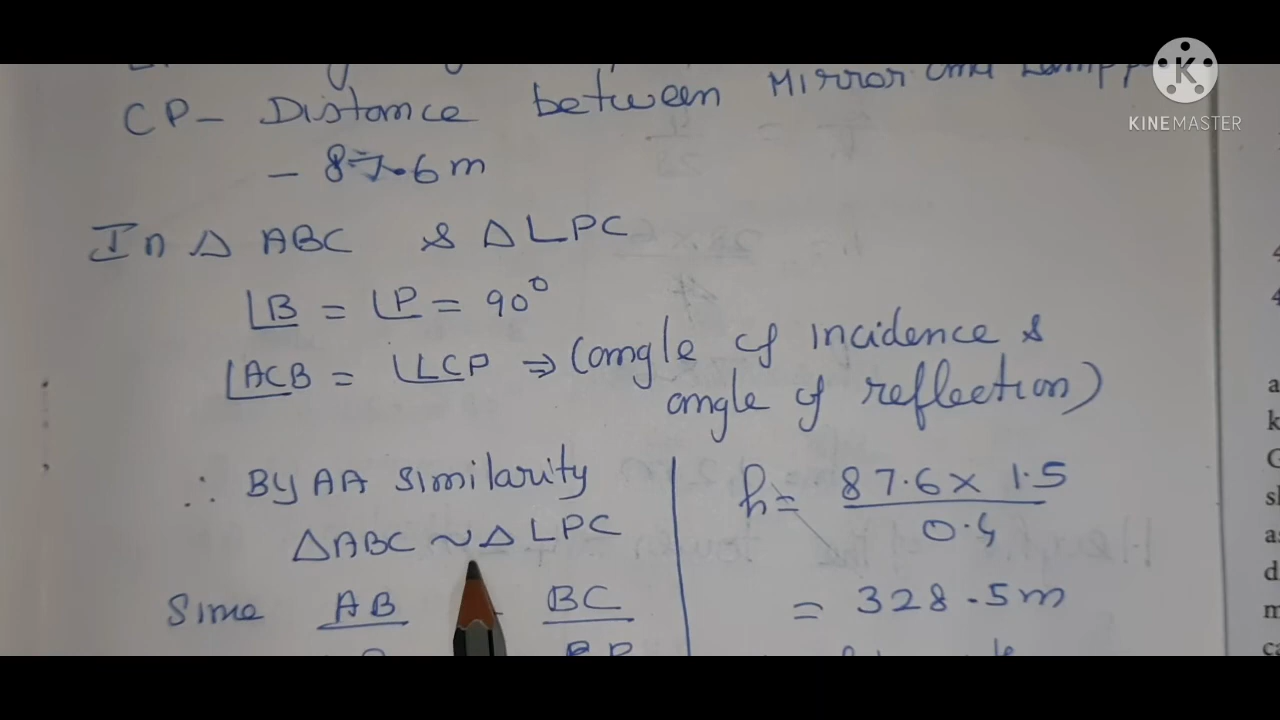 CP - Distance between Mirror and Lamp p
- 87.6 m
In △ ABC & △ LPC
∠B = ∠P = 90°
∠ACB = ∠LCP ⇒ (angle of incidence &
angle of reflection)
∴ By AA Similarity
△ABC ~ △LPC
Since AB BC
h = 87.6 × 1.5
0.4
= 328.5 m
K
KINEMASTER